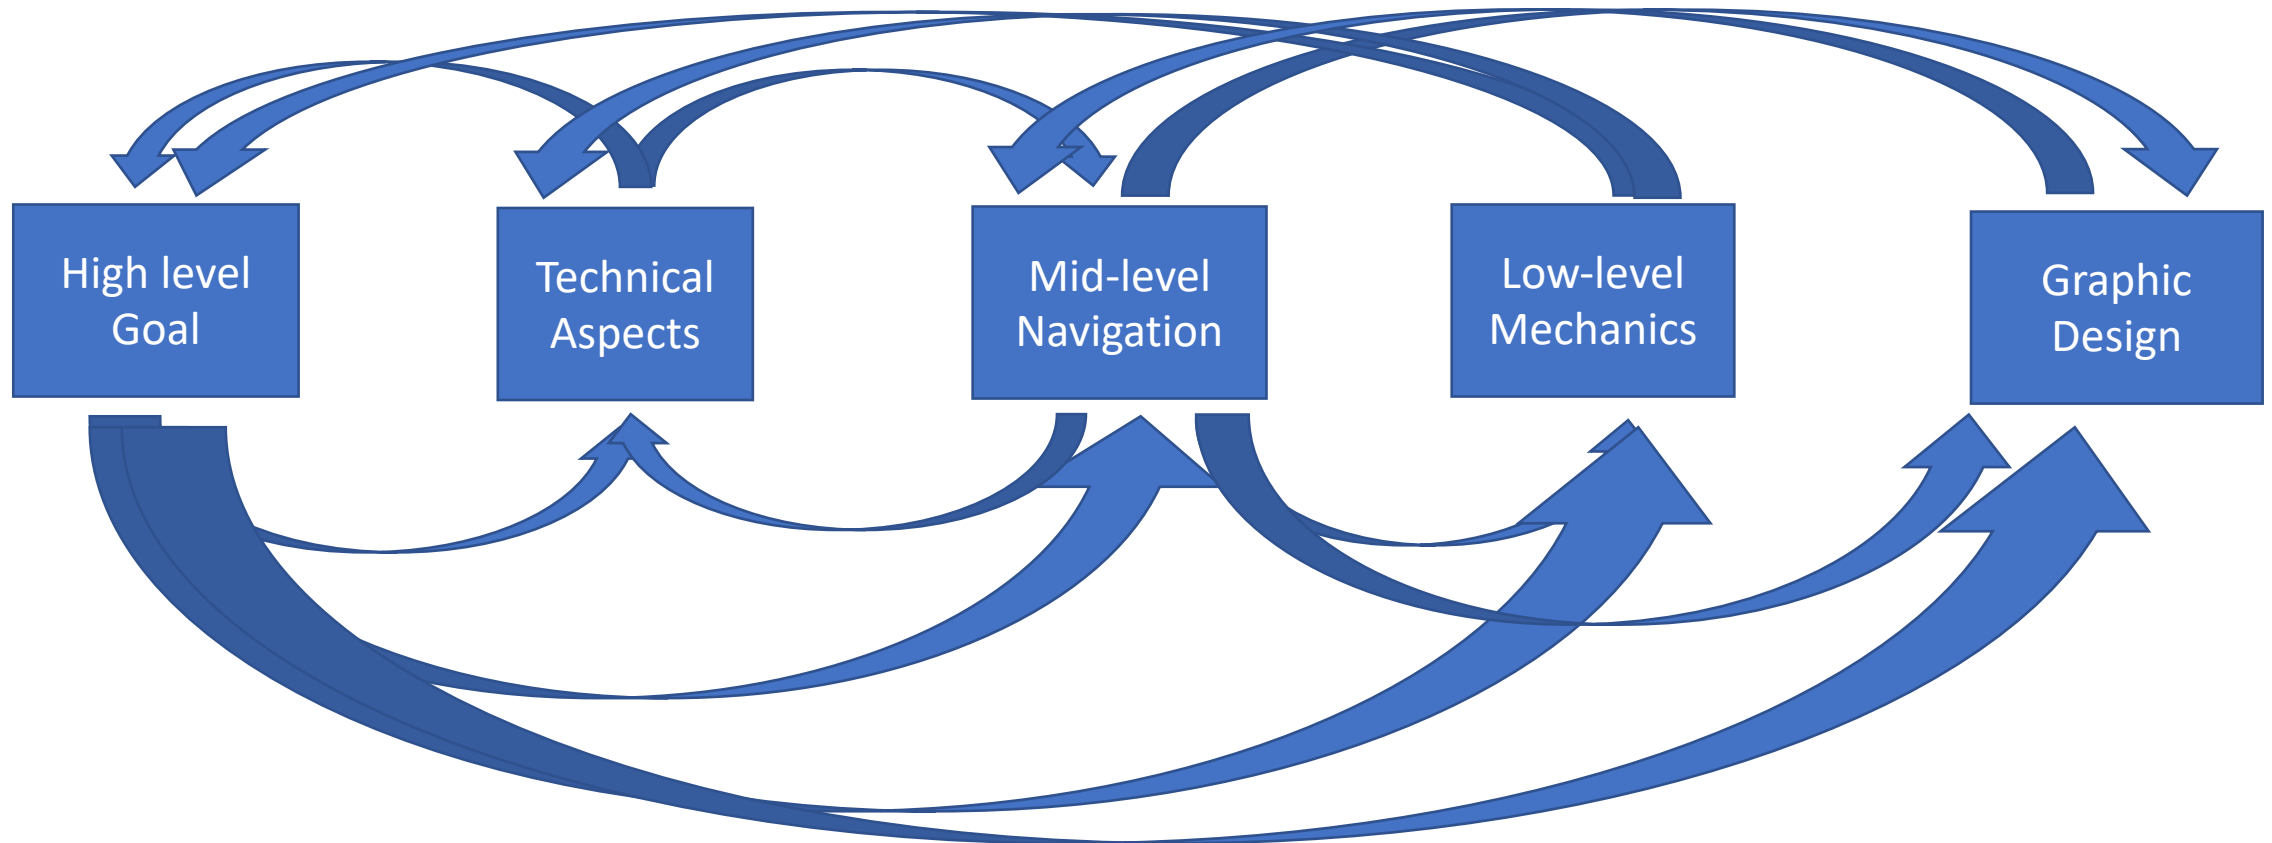 High level
Goal
Technical
Aspects
Mid-level
Navigation
Low-level
Mechanics
Graphic
Design